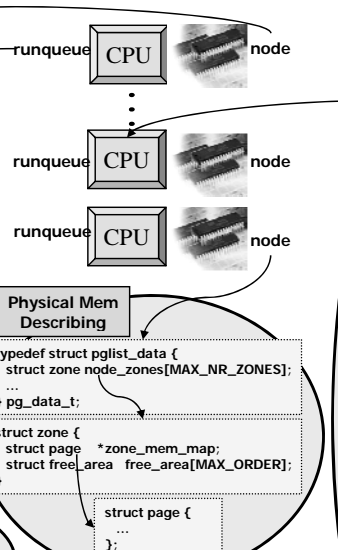 runqueue CPU node
runqueue CPU node
runqueue CPU
node
Physical Mem
Describing
ypedef struct pglist_data {
struct zone node_zones[MAX_NR_ZONES];
...
} pg_data_t;
struct zone {
struct page *zone_mem_map;
struct free_area free_area[MAX_ORDER];
}
struct page {
...
};